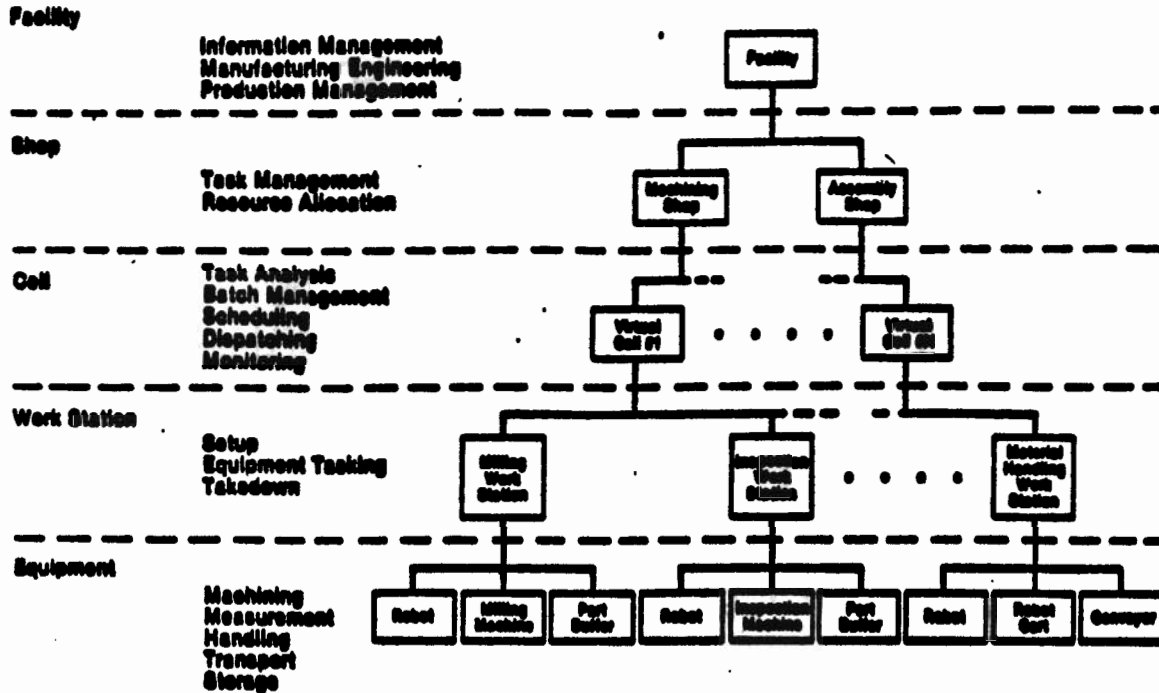 Facility
Information Management
Manufacturing Engineering
Production Management
Facility
Shop
Task Management
Resource Allocation
Machining
Shop
Assembly
Shop
Cell
Task Analysis
Batch Management
Scheduling
Dispatching
Monitoring
Virtual
Cell #1
Virtual
Cell
Work Station
Setup
Equipment Tasking
Takedown
Milling
Work
Station
Inspection
Work
Station
Material
Handling
Work
Station
Equipment
Machining
Measurement
Handling
Transport
Storage
Robot
Milling
Machine
Part
Buffer
Robot
Inspection
Machine
Part
Buffer
Robot
Robot
Cart
Conveyor